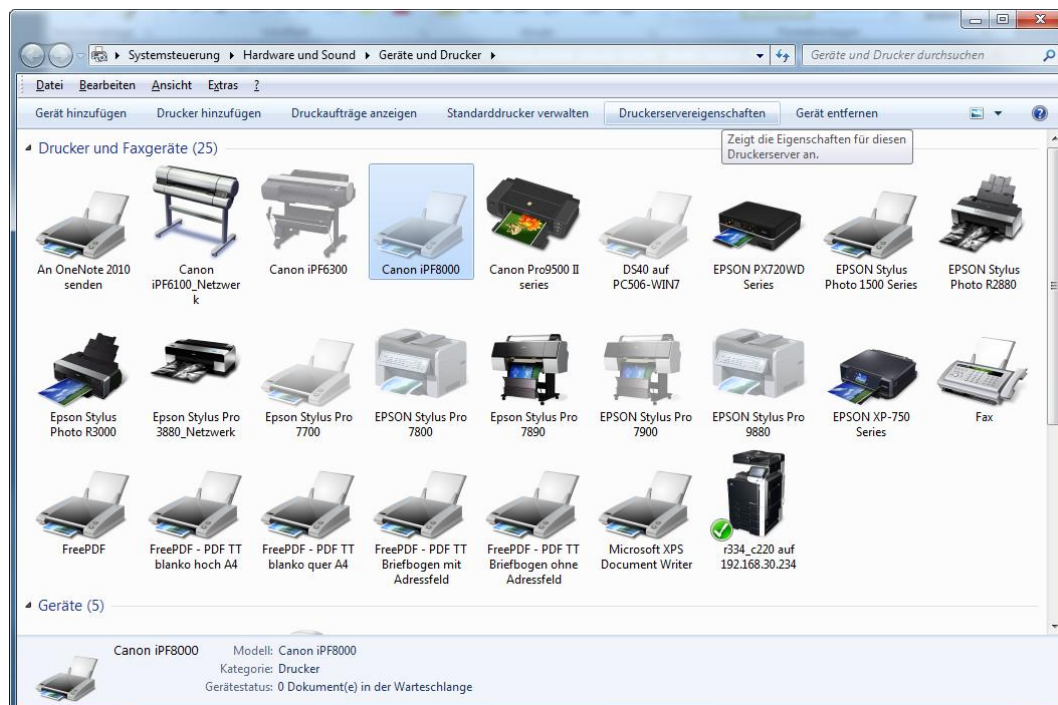 Systemsteuerung Hardware und Sound Geräte und Drucker
Geräte und Drucker durchsuchen
Datei Bearbeiten Ansicht Extras ?
Gerät hinzufügen Drucker hinzufügen Druckaufträge anzeigen Standarddrucker verwalten Druckerservereigenschaften Gerät entfernen
Zeigt die Eigenschaften für diesen
Druckerserver an.
Drucker und Faxgeräte (25)
An OneNote 2010
senden
Canon
iPF6100_Netzwer
k
Canon iPF6300
Canon iPF8000
Canon Pro9500 II
series
DS40 auf
PC506-WIN7
EPSON PX720WD
Series
EPSON Stylus
Photo 1500 Series
EPSON Stylus
Photo R2880
Epson Stylus
Photo R3000
Epson Stylus Pro
3880_Netzwerk
Epson Stylus Pro
7700
EPSON Stylus Pro
7800
Epson Stylus Pro
7890
EPSON Stylus Pro
7900
EPSON Stylus Pro
9880
EPSON XP-750
Series
Fax
FreePDF
FreePDF - PDF TT
blanko hoch A4
FreePDF - PDF TT
blanko quer A4
FreePDF - PDF TT
Briefbogen mit
Adressfeld
FreePDF - PDF TT
Briefbogen ohne
Adressfeld
Microsoft XPS
Document Writer
r334_c220 auf
192.168.30.234
Geräte (5)
Canon iPF8000 Modell: Canon iPF8000
Kategorie: Drucker
Gerätestatus: 0 Dokument(e) in der Warteschlange